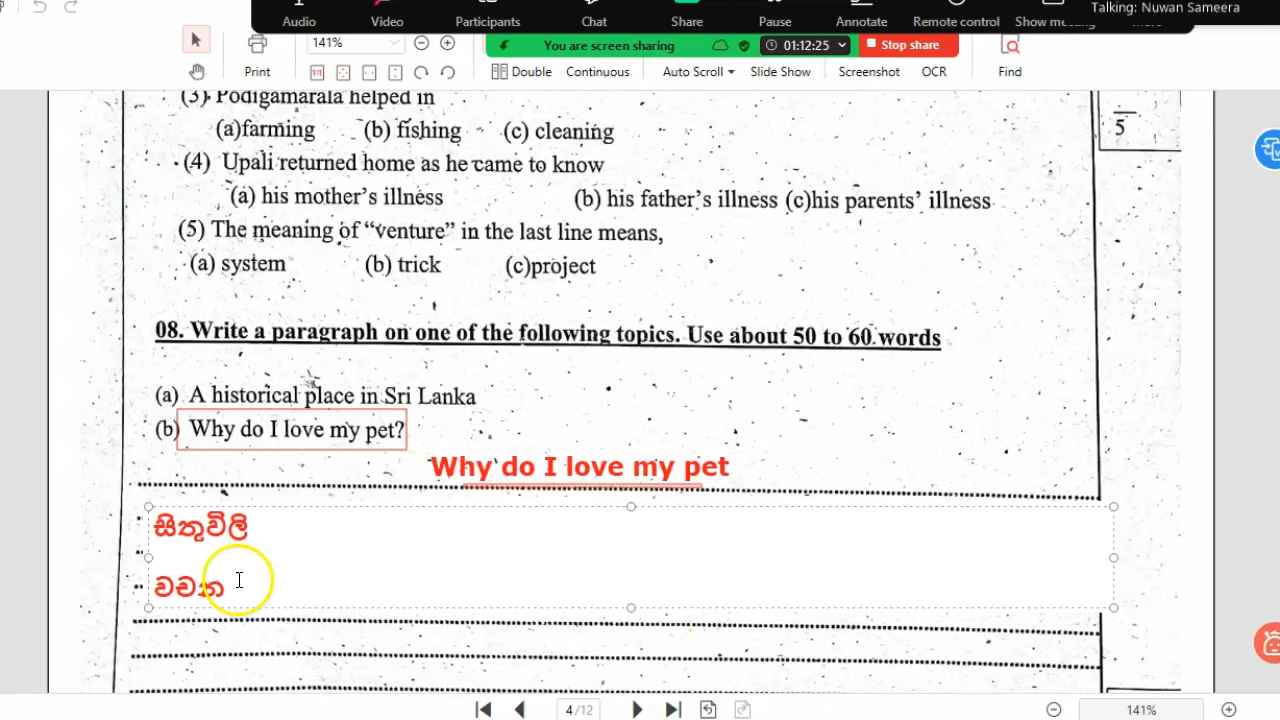 Talking: Nuwan Sameera
Audio Video Participants Chat Share Pause Annotate Remote control
141% You are screen sharing 01:12:25 Stop share
Print Double Continuous Auto Scroll Slide Show Screenshot OCR Find
(3) Podigamarala helped in
(a)farming (b) fishing (c) cleaning
5
(4) Upali returned home as he came to know
(a) his mother's illness (b) his father's illness (c)his parents' illness
(5) The meaning of "venture" in the last line means,
(a) system (b) trick (c)project
08. Write a paragraph on one of the following topics. Use about 50 to 60 words
(a) A historical place in Sri Lanka
(b) Why do I love my pet?
Why do I love my pet
සිතුවිලි
වචන
4/12 141%